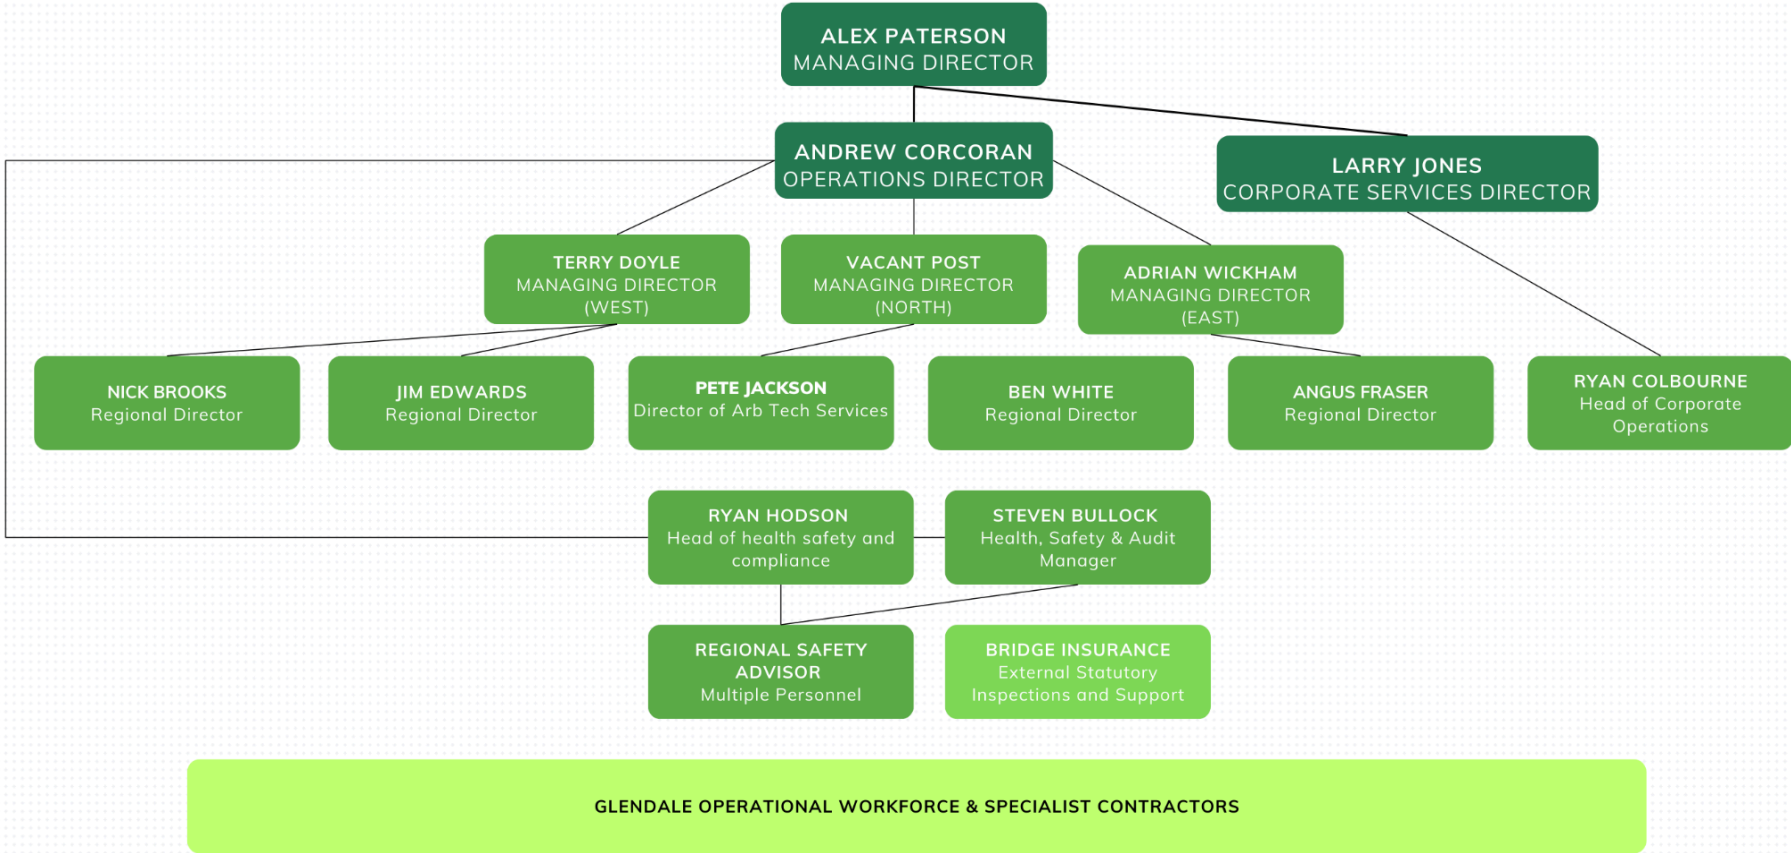 ALEX PATERSON
MANAGING DIRECTOR
ANDREW CORCORAN
OPERATIONS DIRECTOR
LARRY JONES
CORPORATE SERVICES DIRECTOR
TERRY DOYLE
MANAGING DIRECTOR
(WEST)
VACANT POST
MANAGING DIRECTOR
(NORTH)
ADRIAN WICKHAM
MANAGING DIRECTOR
(EAST)
NICK BROOKS
Regional Director
JIM EDWARDS
Regional Director
PETE JACKSON
Director of Arb Tech Services
BEN WHITE
Regional Director
ANGUS FRASER
Regional Director
RYAN COLBOURNE
Head of Corporate
Operations
RYAN HODSON
Head of health safety and
compliance
STEVEN BULLOCK
Health, Safety & Audit
Manager
REGIONAL SAFETY
ADVISOR
Multiple Personnel
BRIDGE INSURANCE
External Statutory
Inspections and Support
GLENDALE OPERATIONAL WORKFORCE & SPECIALIST CONTRACTORS